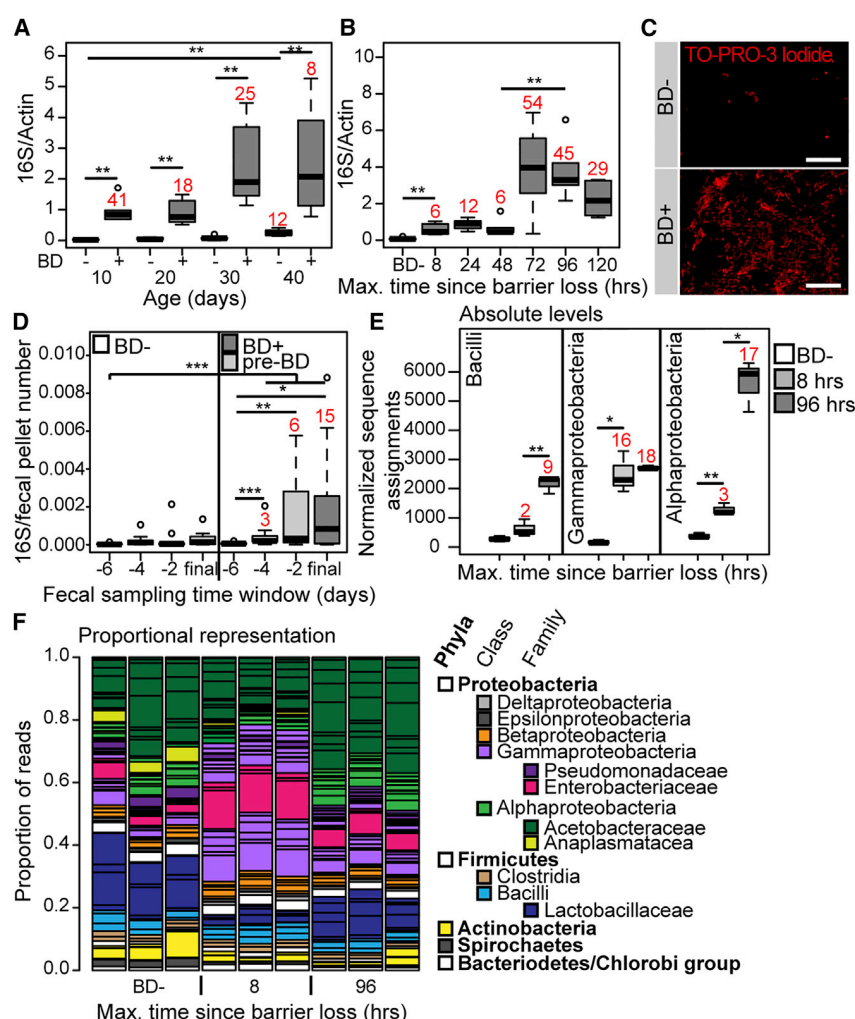 A
16S/Actin
6
5
4
3
2
1
0
**
**
**
**
**
41
18
25
12
8
BD - + - + - + - +
10 20 30 40
Age (days)
B
16S/Actin
10
8
6
4
2
0
**
**
6
12
6
54
45
29
BD- 8 24 48 72 96 120
Max. time since barrier loss (hrs)
C
TO-PRO-3 Iodide
BD-
BD+
D
16S/fecal pellet number
0.010
0.008
0.006
0.004
0.002
0.000
BD-
BD+
pre-BD
***
*
**
***
3
6
15
-6 -4 -2 final -6 -4 -2 final
Fecal sampling time window (days)
E
Absolute levels
Normalized sequence
assignments
6000
5000
4000
3000
2000
1000
0
Bacilli
Gammaproteobacteria
Alphaproteobacteria
**
2
9
*
16
18
**
3
*
17
BD-
8 hrs
96 hrs
Max. time since barrier loss (hrs)
F
Proportional representation
Proportion of reads
1.0
0.8
0.6
0.4
0.2
0.0
BD- 8 96
Max. time since barrier loss (hrs)
Phyla
Class
Family
Proteobacteria
Deltaproteobacteria
Epsilonproteobacteria
Betaproteobacteria
Gammaproteobacteria
Pseudomonadaceae
Enterobacteriaceae
Alphaproteobacteria
Acetobacteraceae
Anaplasmatacea
Firmicutes
Clostridia
Bacilli
Lactobacillaceae
Actinobacteria
Spirochaetes
Bacteriodetes/Chlorobi group